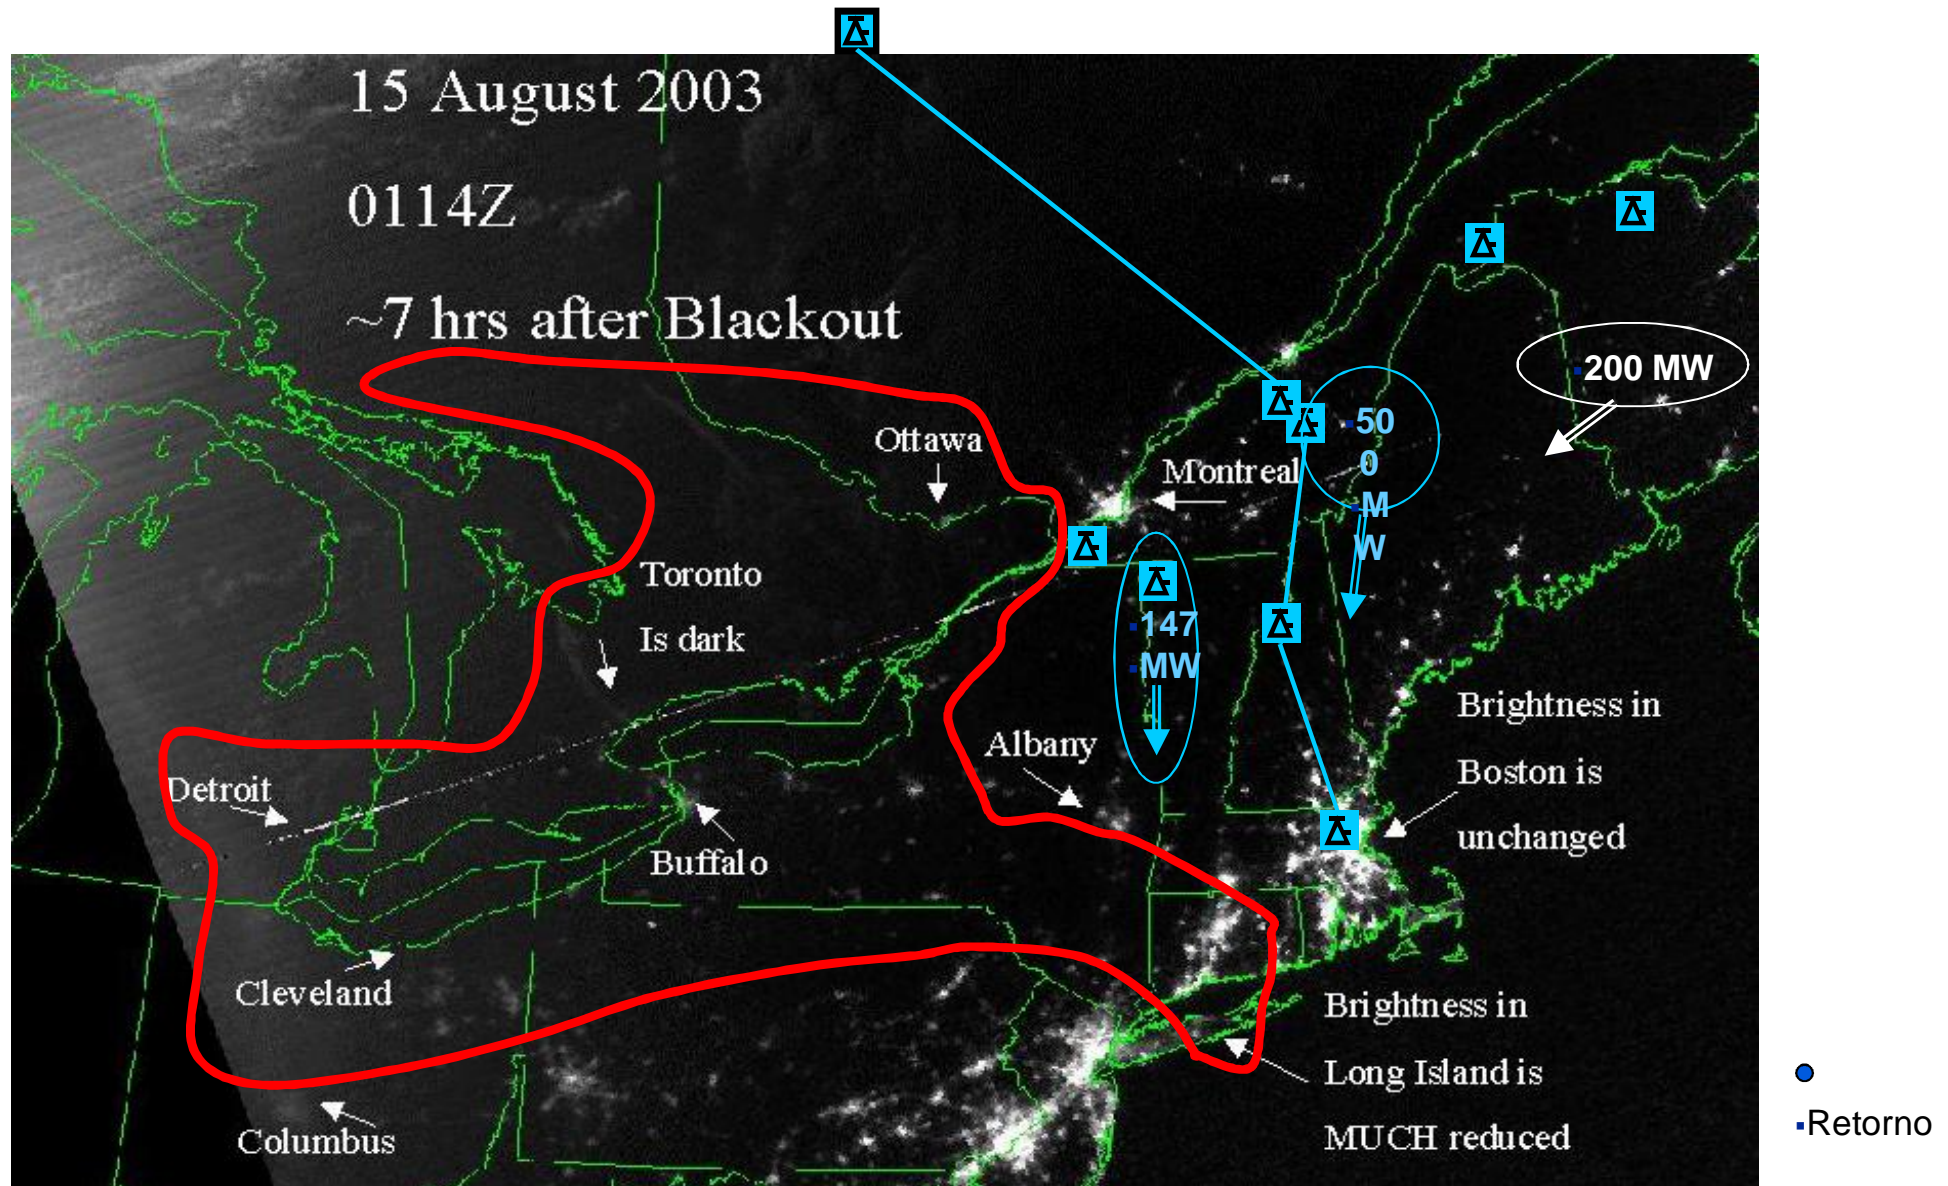 15 August 2003
0114Z
~7 hrs after Blackout
200 MW
50
0
M
W
Ottawa
Montreal
Toronto
Is dark
147
MW
Albany
Brightness in
Boston is
unchanged
Detroit
Buffalo
Cleveland
Columbus
Brightness in
Long Island is
MUCH reduced
Retorno